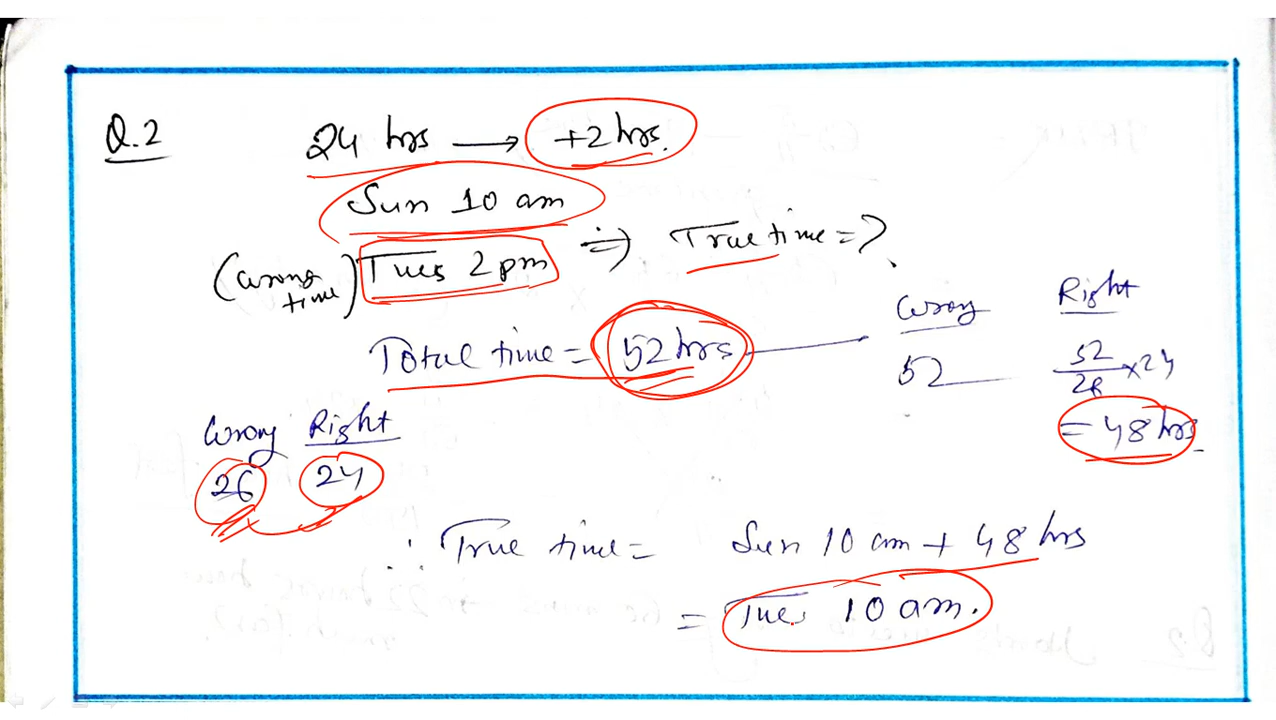 Q.2 24 hrs → +2 hrs.
Sun 10 am
(wrong time) Tues 2 pm ⇒ True time = ?
Total time = 52 hrs
Wrong Right
52 52/26 × 24
= 48 hrs
Wrong Right
26 24
∴ True time = Sun 10 am + 48 hrs
= Tue. 10 am.